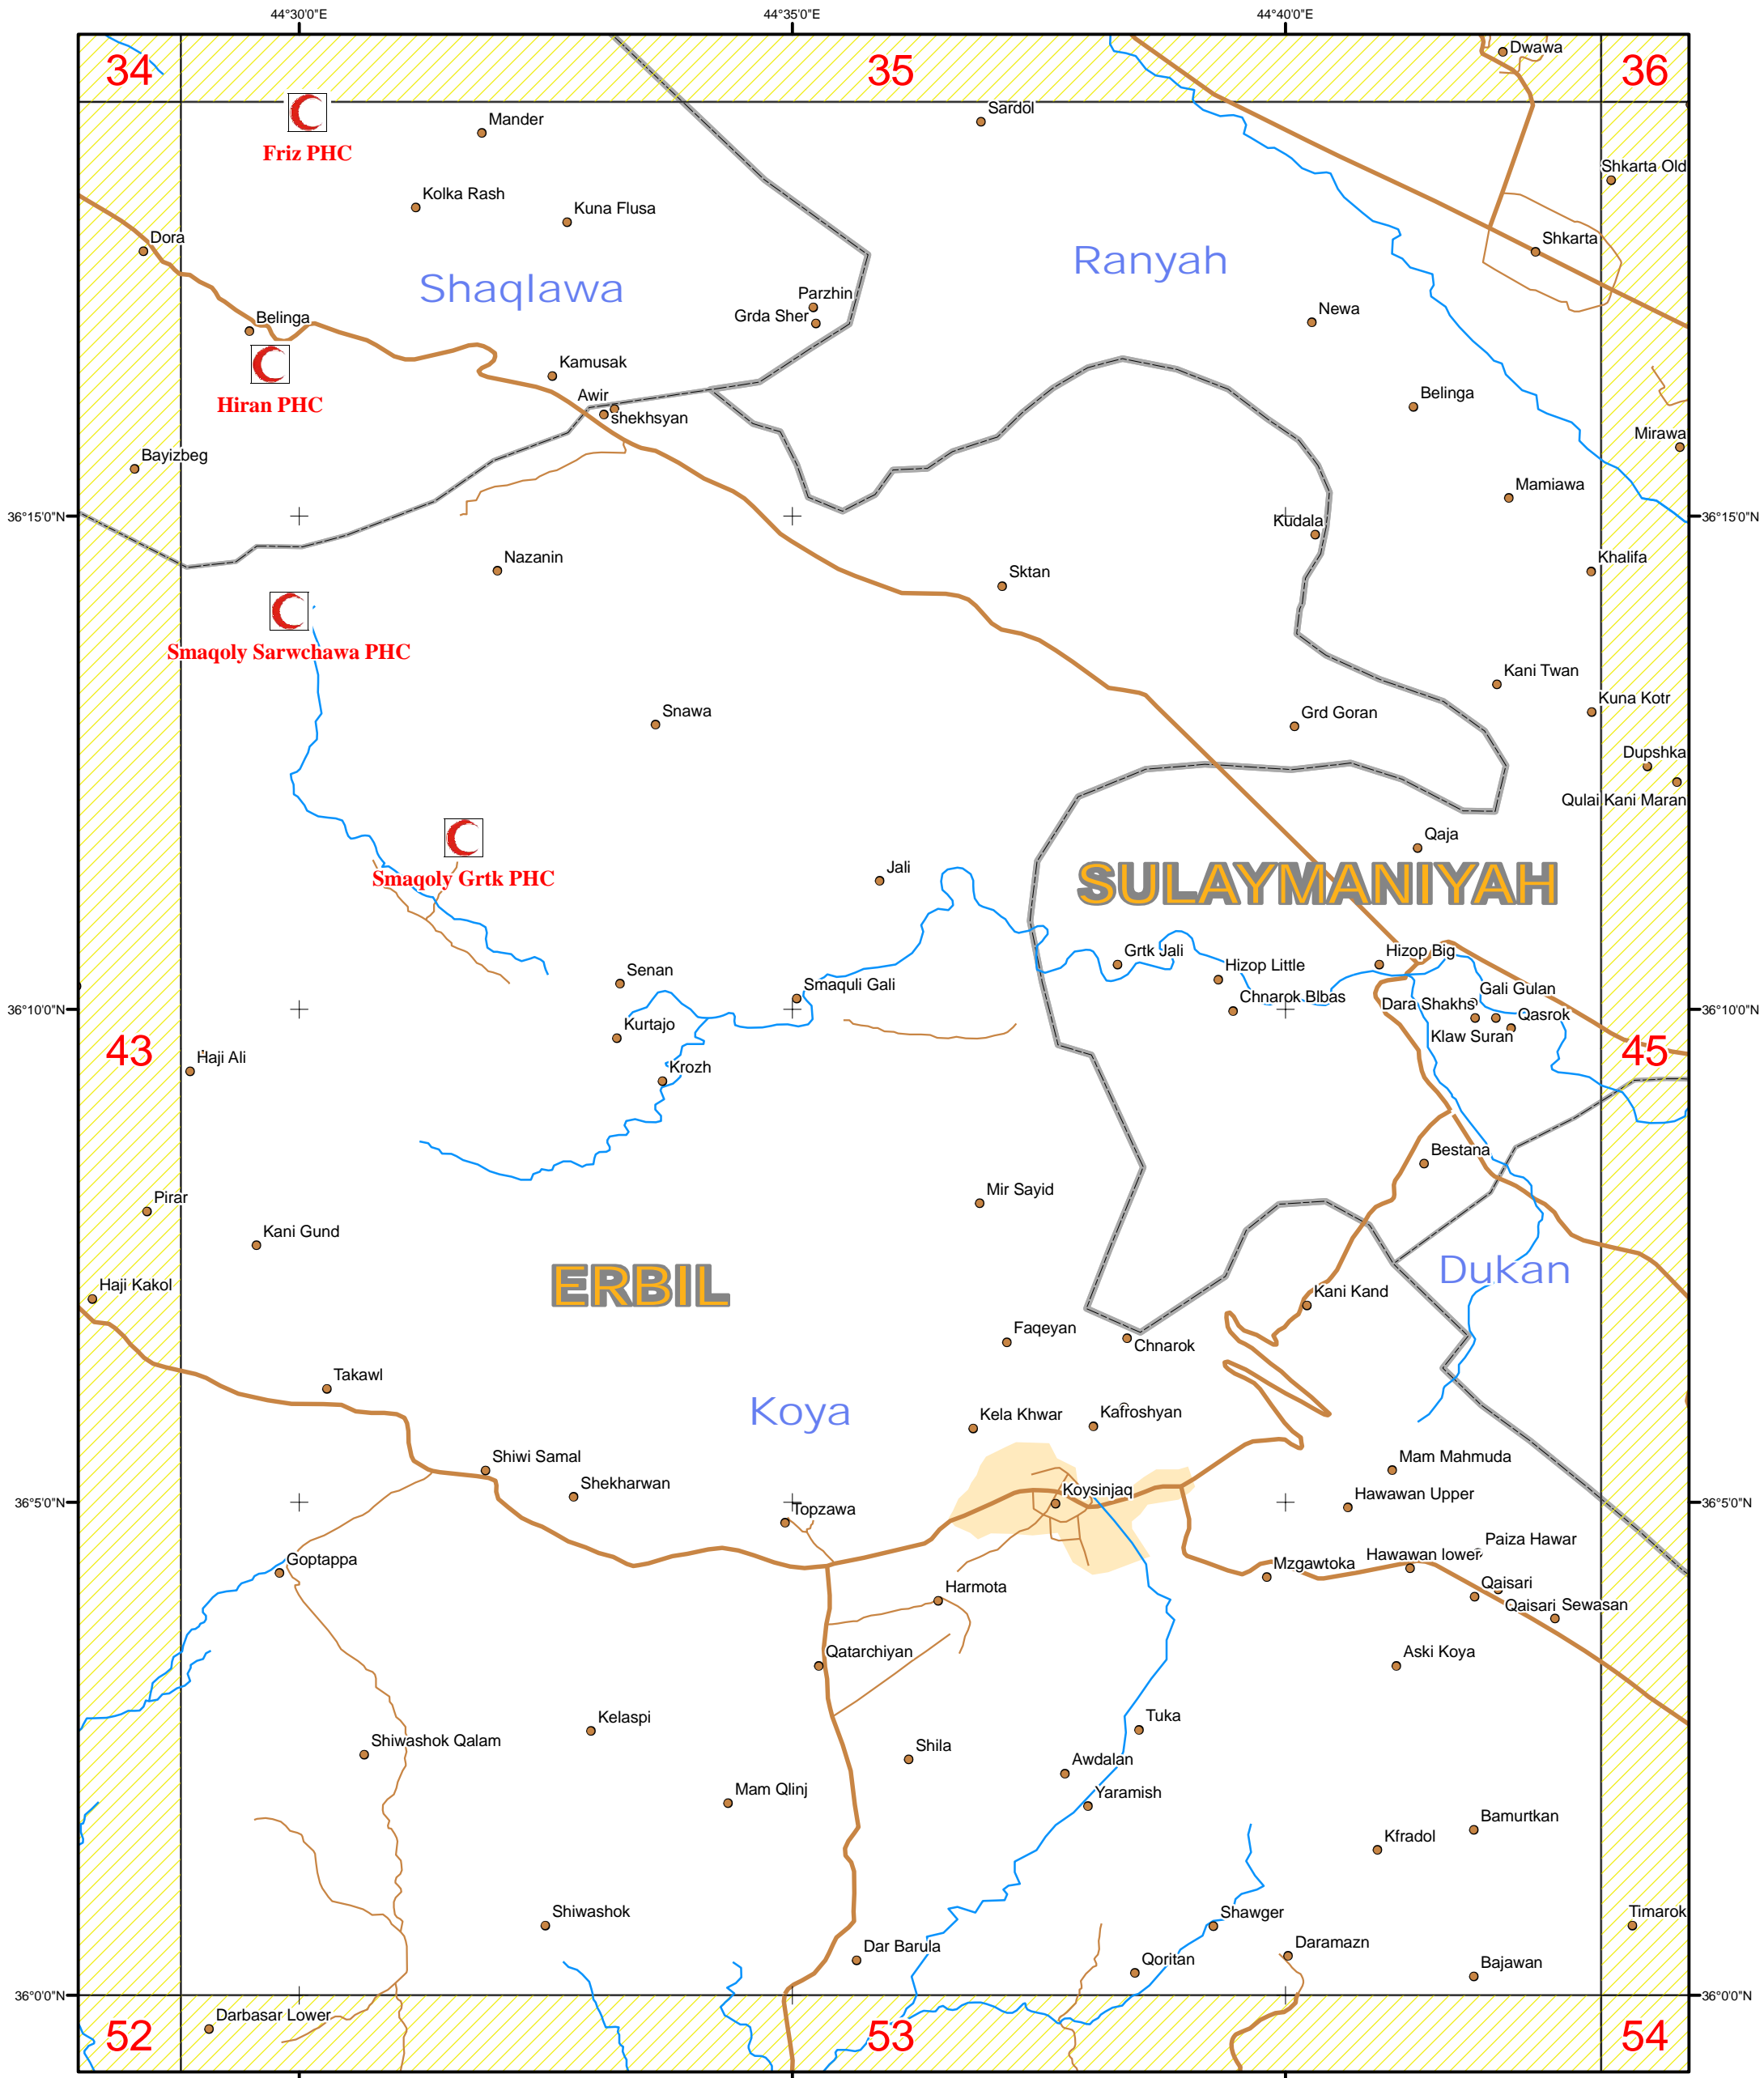 44°30'0"E
44°35'0"E
44°40'0"E
34
35
36
Dwawa
Friz PHC
Mander
Sardol
Shkarta Old
Kolka Rash
Kuna Flusa
Dora
Shkarta
Ranyah
Shaqlawa
Parzhin
Grda Sher
Newa
Belinga
Kamusak
Hiran PHC
Awir
shekhsyan
Belinga
Mirawa
Bayizbeg
Mamiawa
36°15'0"N
36°15'0"N
Kudala
Nazanin
Sktan
Khalifa
Smaqoly Sarwchawa PHC
Kani Twan
Kuna Kotr
Snawa
Grd Goran
Dupshka
Qulai Kani Maran
Qaja
Smaqoly Grtk PHC
Jali
SULAYMANIYAH
Grtk Jali
Hizop Big
Senan
Hizop Little
Smaquli Gali
Gali Gulan
Chnarok Blbas
Dara Shakhs
36°10'0"N
36°10'0"N
Qasrok
Kurtajo
Klaw Suran
43
Haji Ali
45
Krozh
Bestana
Pirar
Mir Sayid
Kani Gund
Dukan
ERBIL
Haji Kakol
Kani Kand
Faqeyan
Chnarok
Takawl
Koya
Kela Khwar
Kafroshyan
Shiwi Samal
Mam Mahmuda
Shekharwan
Koysinjaq
Hawawan Upper
36°5'0"N
36°5'0"N
Topzawa
Paiza Hawar
Goptappa
Mzgawtoka
Hawawan lower
Harmota
Qaisari
Qaisari
Sewasan
Qatarchiyan
Aski Koya
Kelaspi
Tuka
Shiwashok Qalam
Shila
Awdalan
Mam Qlinj
Yaramish
Bamurtkan
Kfradol
Shiwashok
Shawger
Timarok
Dar Barula
Daramazn
Qoritan
Bajawan
36°0'0"N
36°0'0"N
Darbasar Lower
52
53
54